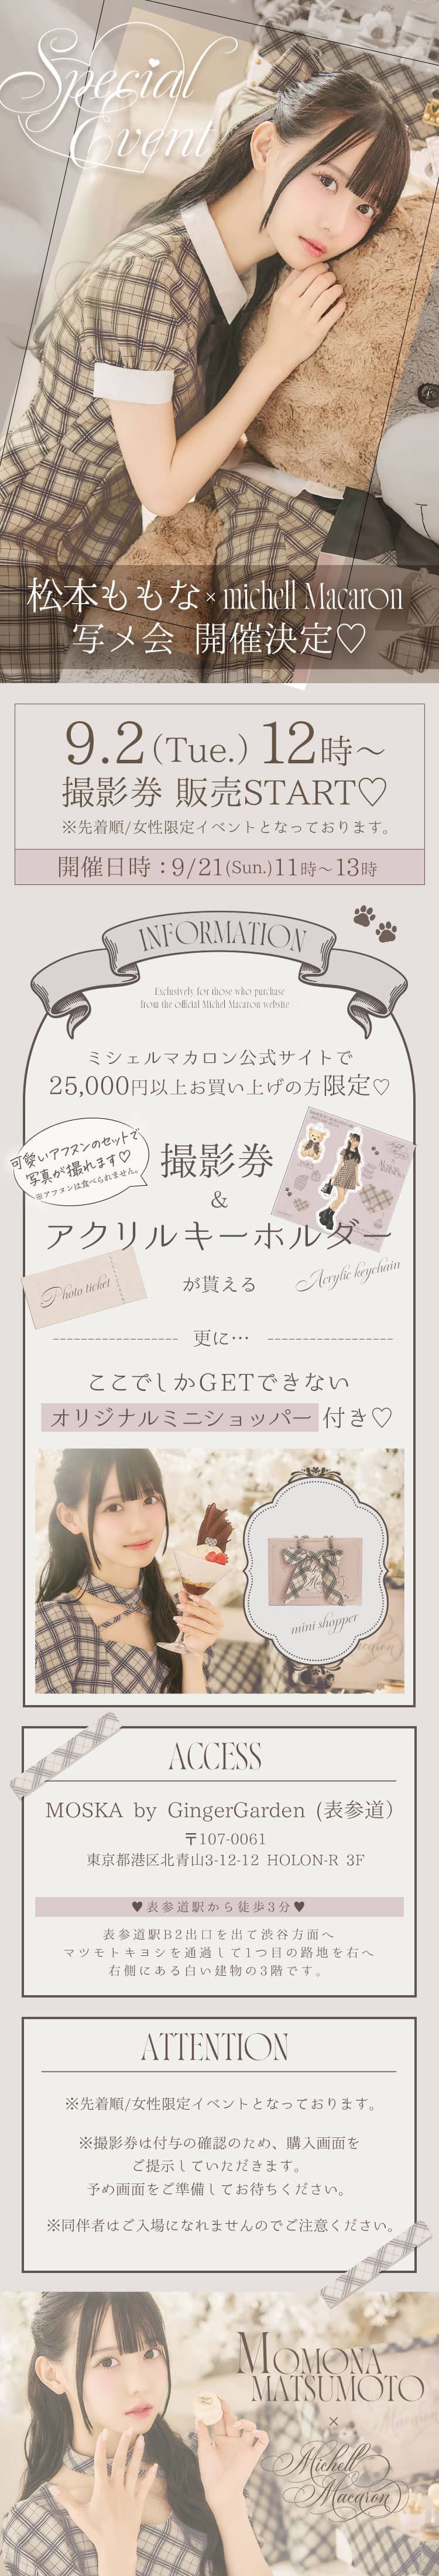 Special
Event
松本ももな × michell Macaron
写メ会 開催決定♡
9.2(Tue.) 12時～
撮影券 販売START♡
※先着順/女性限定イベントとなっております。
開催日時：9/21(Sun.)11時～13時
INFORMATION
Exclusively for those who purchase
from the official Michel Macaron website
ミシェルマカロン公式サイトで
25,000円以上お買い上げの方限定♡
可愛いアフヌンのセットで
写真が撮れます♡
※アフヌンは食べられません。
撮影券
&
アクリルキーホルダー
Photo ticket
が貰える
Acrylic keychain
更に…
ここでしかGETできない
オリジナルミニショッパー 付き♡
mini shopper
ACCESS
MOSKA by GingerGarden (表参道)
〒107-0061
東京都港区北青山3-12-12 HOLON-R 3F
♥表参道駅から徒歩3分♥
表参道駅B2出口を出て渋谷方面へ
マツモトキヨシを通過して1つ目の路地を右へ
右側にある白い建物の3階です。
ATTENTION
※先着順/女性限定イベントとなっております。
※撮影券は付与の確認のため、購入画面を
ご提示していただきます。
予め画面をご準備してお待ちください。
※同伴者はご入場になれませんのでご注意ください。
MOMONA
MATSUMOTO
×
Michell
Macaron